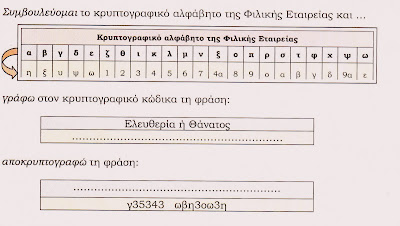 Συμβουλεύομαι το κρυπτογραφικό αλφάβητο της Φιλικής Εταιρείας και ...
Κρυπτογραφικό αλφάβητο της Φιλικής Εταιρείας
α β γ δ ε ζ θ ι κ λ μ ν ξ ο π ρ σ τ φ χ ψ ω
η ξ υ ψ ω 1 2 3 4 5 6 7 4α 8 9 ο α β γ δ 9α ε
γράφω στον κρυπτογραφικό κώδικα τη φράση:
Ελευθερία ή Θάνατος
......................................................
αποκρυπτογραφώ τη φράση:
......................................................
γ35343 ωβη3οω3η